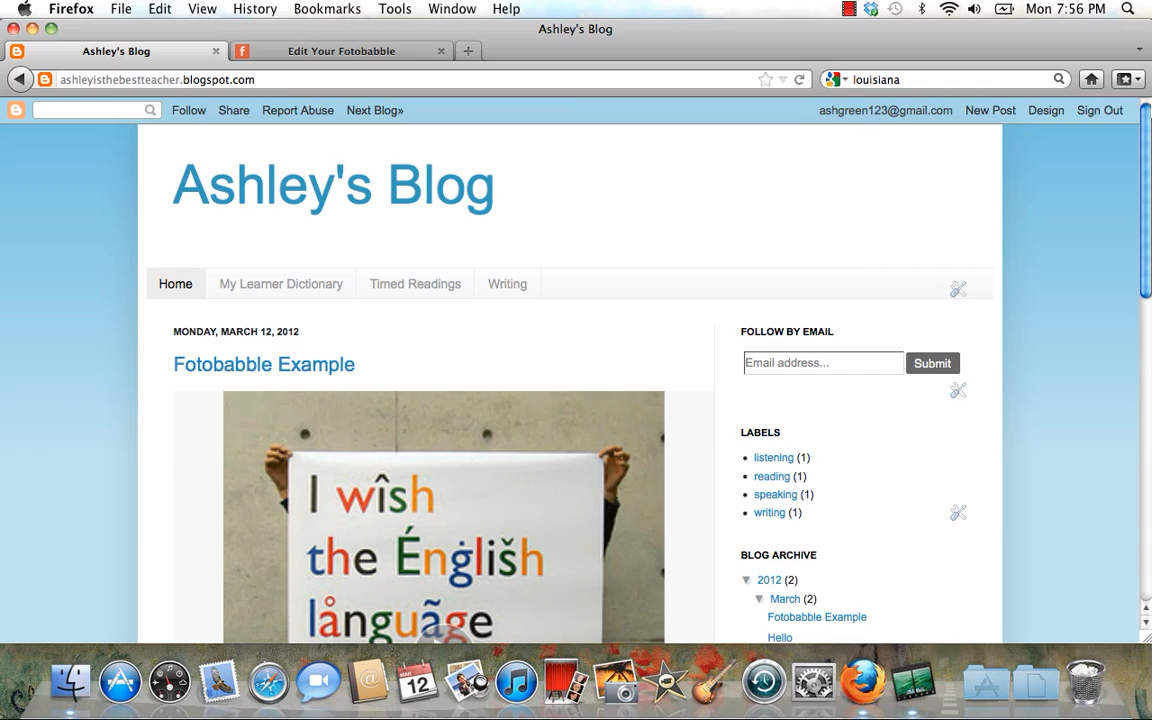 Firefox File Edit View History Bookmarks Tools Window Help Mon 7:56 PM
Ashley's Blog
Ashley's Blog Edit Your Fotobabble
ashleyisthebestteacher.blogspot.com louisiana
Follow Share Report Abuse Next Blog» ashgreen123@gmail.com New Post Design Sign Out
Ashley's Blog
Home My Learner Dictionary Timed Readings Writing
MONDAY, MARCH 12, 2012
Fotobabble Example
I wîsh
the Énġlišh
långuãge
FOLLOW BY EMAIL
Email address... Submit
LABELS
listening (1)
reading (1)
speaking (1)
writing (1)
BLOG ARCHIVE
▼ 2012 (2)
▼ March (2)
Fotobabble Example
Hello
MAR
12